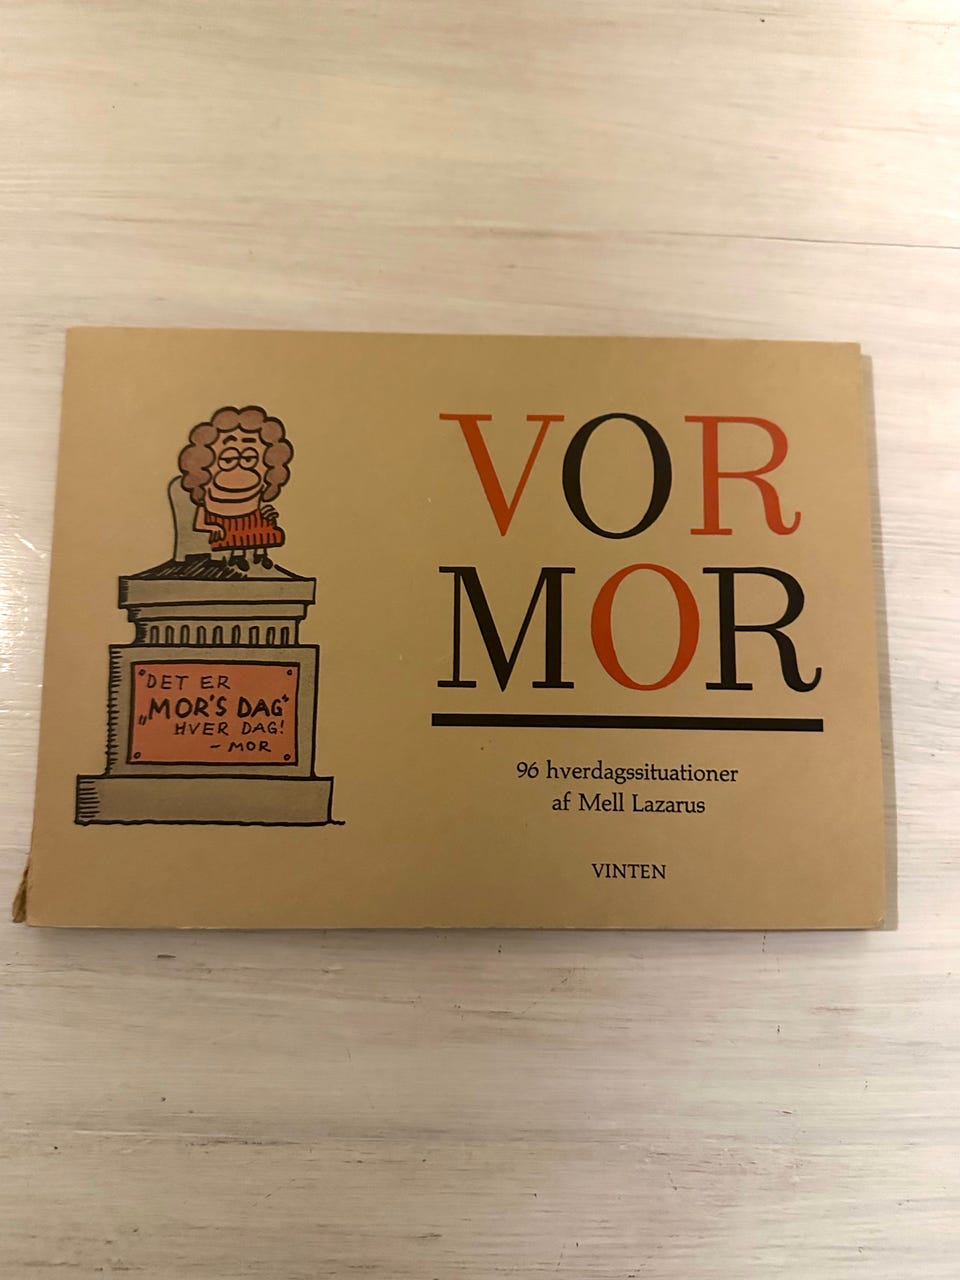 VOR
MOR
96 hverdagssituationer
af Mell Lazarus
VINTEN
DET ER
„MOR'S DAG"
HVER DAG!
- MOR